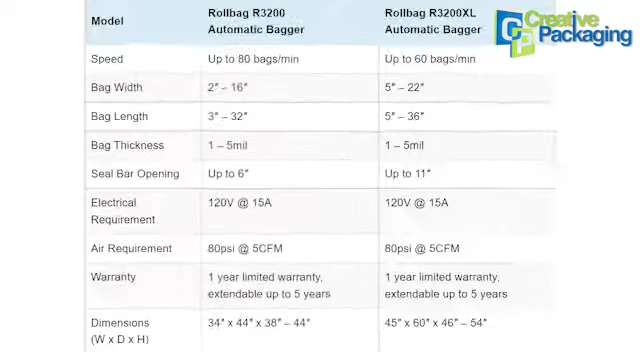 Model
Rollbag R3200
Automatic Bagger
Rollbag R3200XL
Automatic Bagger
Creative
Packaging
CP
Speed
Up to 80 bags/min
Up to 60 bags/min
Bag Width
2″ – 16″
5″ – 22″
Bag Length
3″ – 32″
5″ – 36″
Bag Thickness
1 – 5mil
1 – 5mil
Seal Bar Opening
Up to 6″
Up to 11″
Electrical
Requirement
120V @ 15A
120V @ 15A
Air Requirement
80psi @ 5CFM
80psi @ 5CFM
Warranty
1 year limited warranty,
extendable up to 5 years
1 year limited warranty,
extendable up to 5 years
Dimensions
(W x D x H)
34″ x 44″ x 38″ – 44″
45″ x 60″ x 46″ – 54″